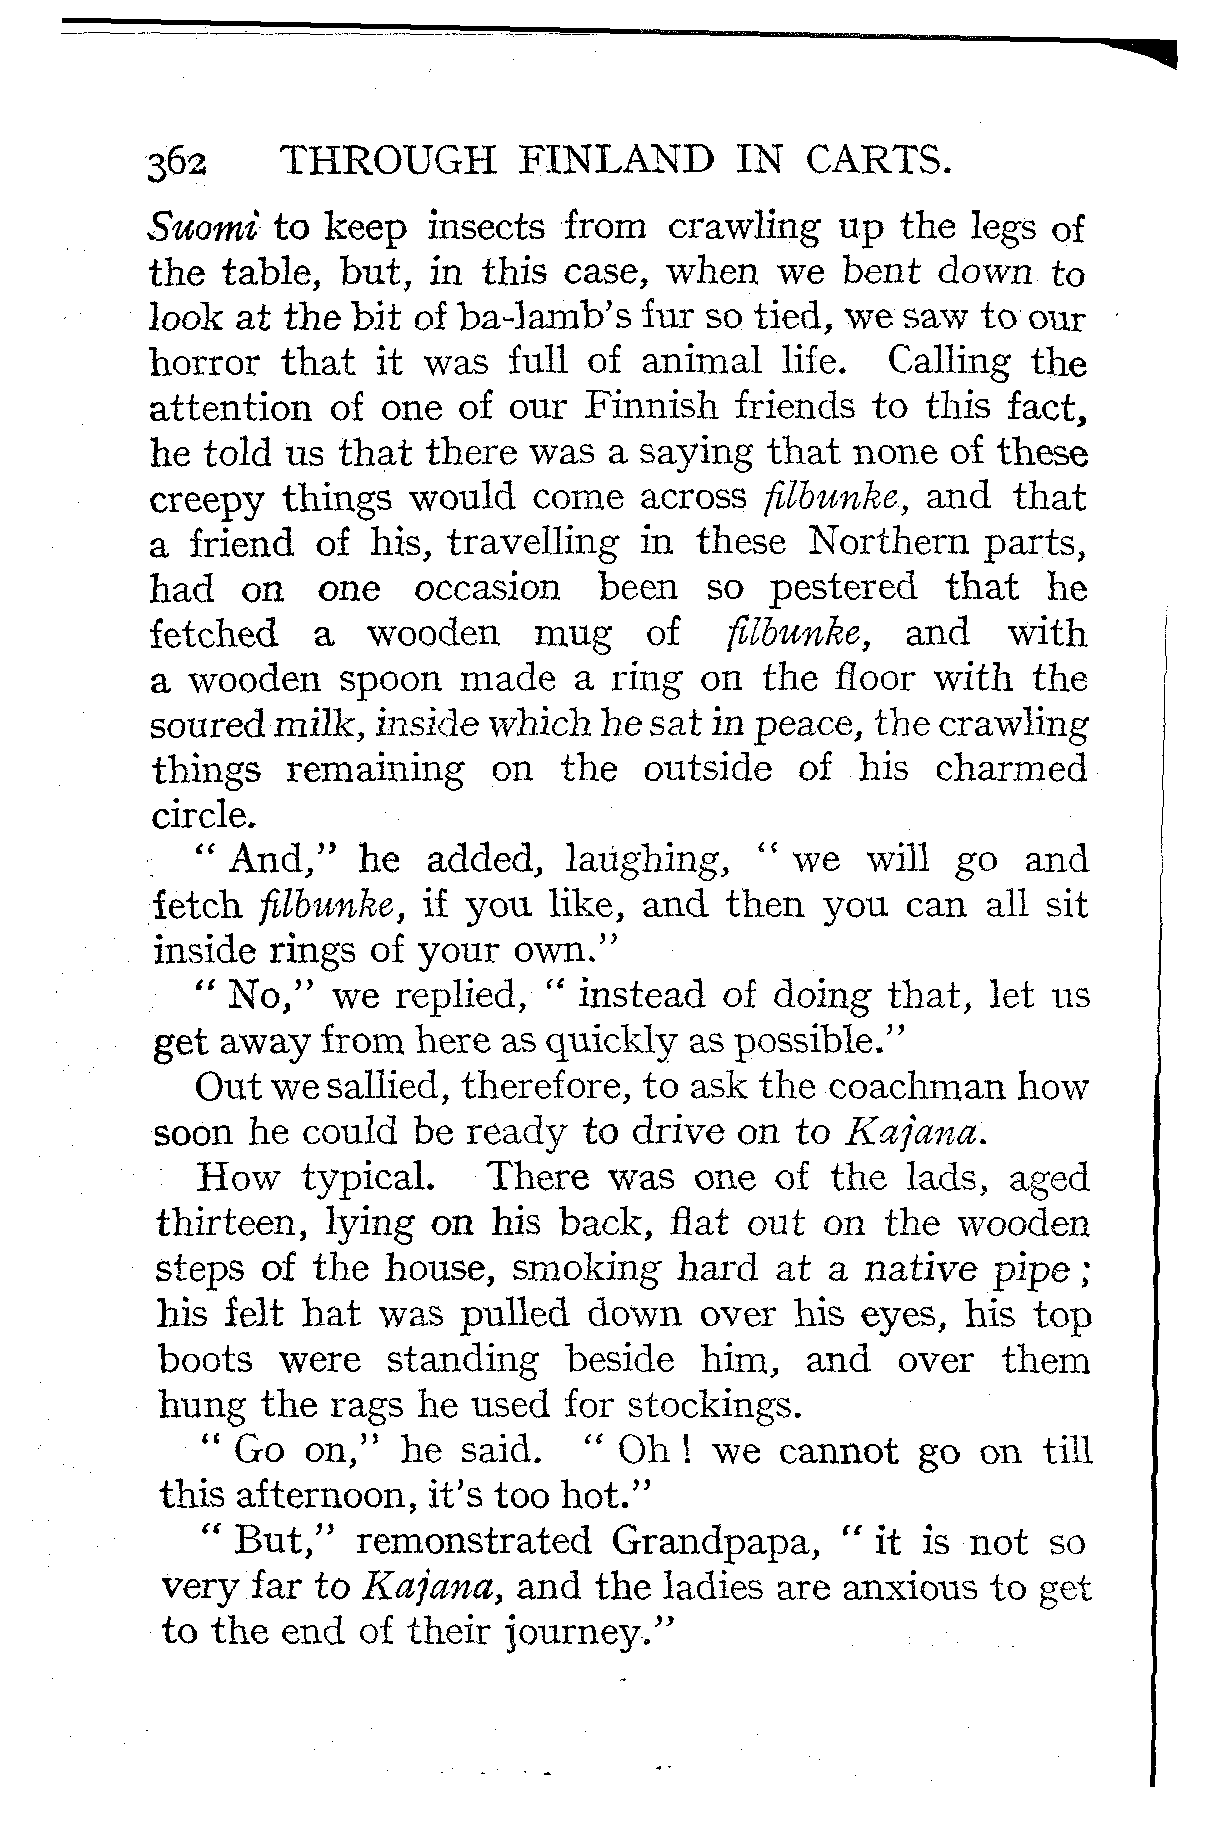 362 THROUGH FINLAND IN CARTS.
Suomi to keep insects from crawling up the legs of
the table, but, in this case, when we bent down to
look at the bit of ba-lamb's fur so tied, we saw to our
horror that it was full of animal life. Calling the
attention of one of our Finnish friends to this fact,
he told us that there was a saying that none of these
creepy things would come across filbunke, and that
a friend of his, travelling in these Northern parts,
had on one occasion been so pestered that he
fetched a wooden mug of filbunke, and with
a wooden spoon made a ring on the floor with the
soured milk, inside which he sat in peace, the crawling
things remaining on the outside of his charmed
circle.
“ And,” he added, laughing, “ we will go and
fetch filbunke, if you like, and then you can all sit
inside rings of your own.”
“ No,” we replied, “ instead of doing that, let us
get away from here as quickly as possible.”
Out we sallied, therefore, to ask the coachman how
soon he could be ready to drive on to Kajana.
How typical. There was one of the lads, aged
thirteen, lying on his back, flat out on the wooden
steps of the house, smoking hard at a native pipe ;
his felt hat was pulled down over his eyes, his top
boots were standing beside him, and over them
hung the rags he used for stockings.
“ Go on,” he said. “ Oh ! we cannot go on till
this afternoon, it's too hot.”
“ But,” remonstrated Grandpapa, “ it is not so
very far to Kajana, and the ladies are anxious to get
to the end of their journey.”